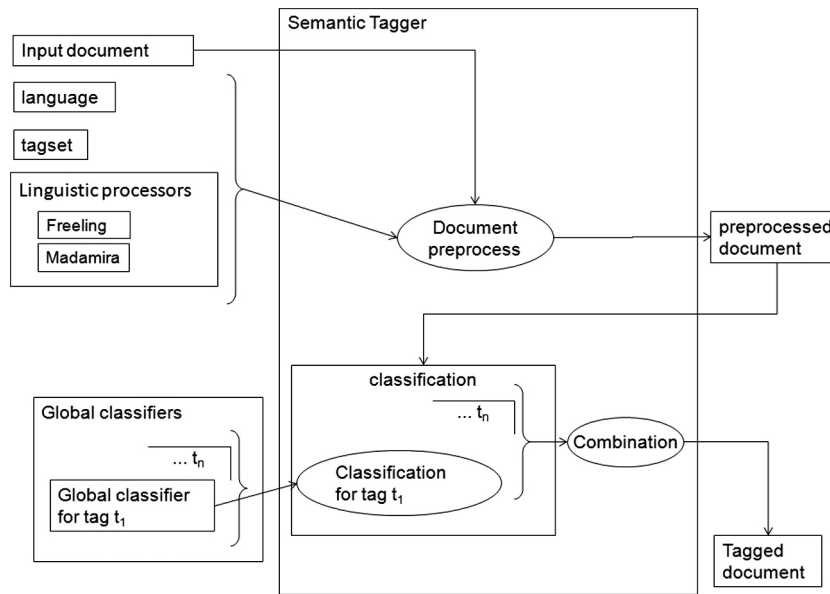 Semantic Tagger
Input document
language
tagset
Linguistic processors
Freeling
Madamira
Document
preprocess
preprocessed
document
classification
... tn
Classification
for tag t1
Combination
Global classifiers
... tn
Global classifier
for tag t1
Tagged
document